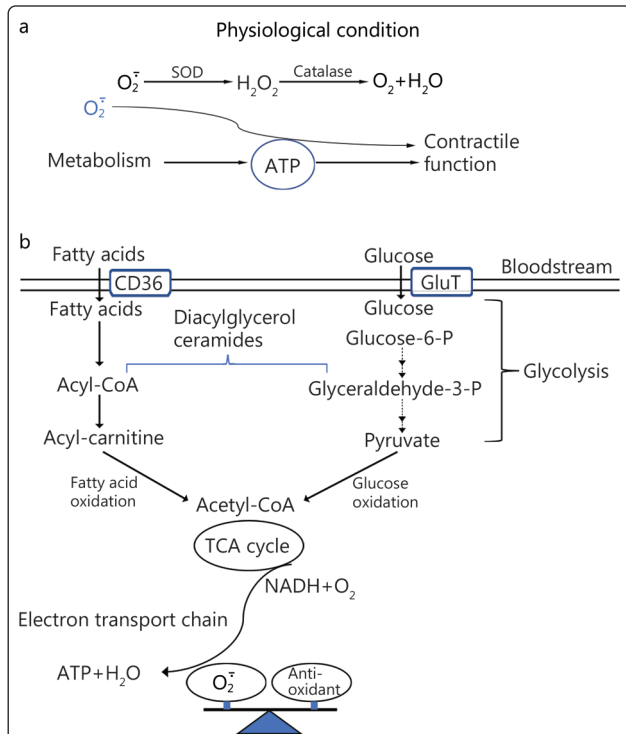 a
Physiological condition
O₂⁻ SOD H₂O₂ Catalase O₂+H₂O
O₂⁻
Metabolism ATP Contractile
function
b
Fatty acids Glucose
Bloodstream
CD36 GluT
Fatty acids Glucose
Diacylglycerol
ceramides
Glucose-6-P
Glycolysis
Acyl-CoA Glyceraldehyde-3-P
Acyl-carnitine Pyruvate
Fatty acid
oxidation
Glucose
oxidation
Acetyl-CoA
TCA cycle
NADH+O₂
Electron transport chain
ATP+H₂O
O₂⁻
Anti-
oxidant